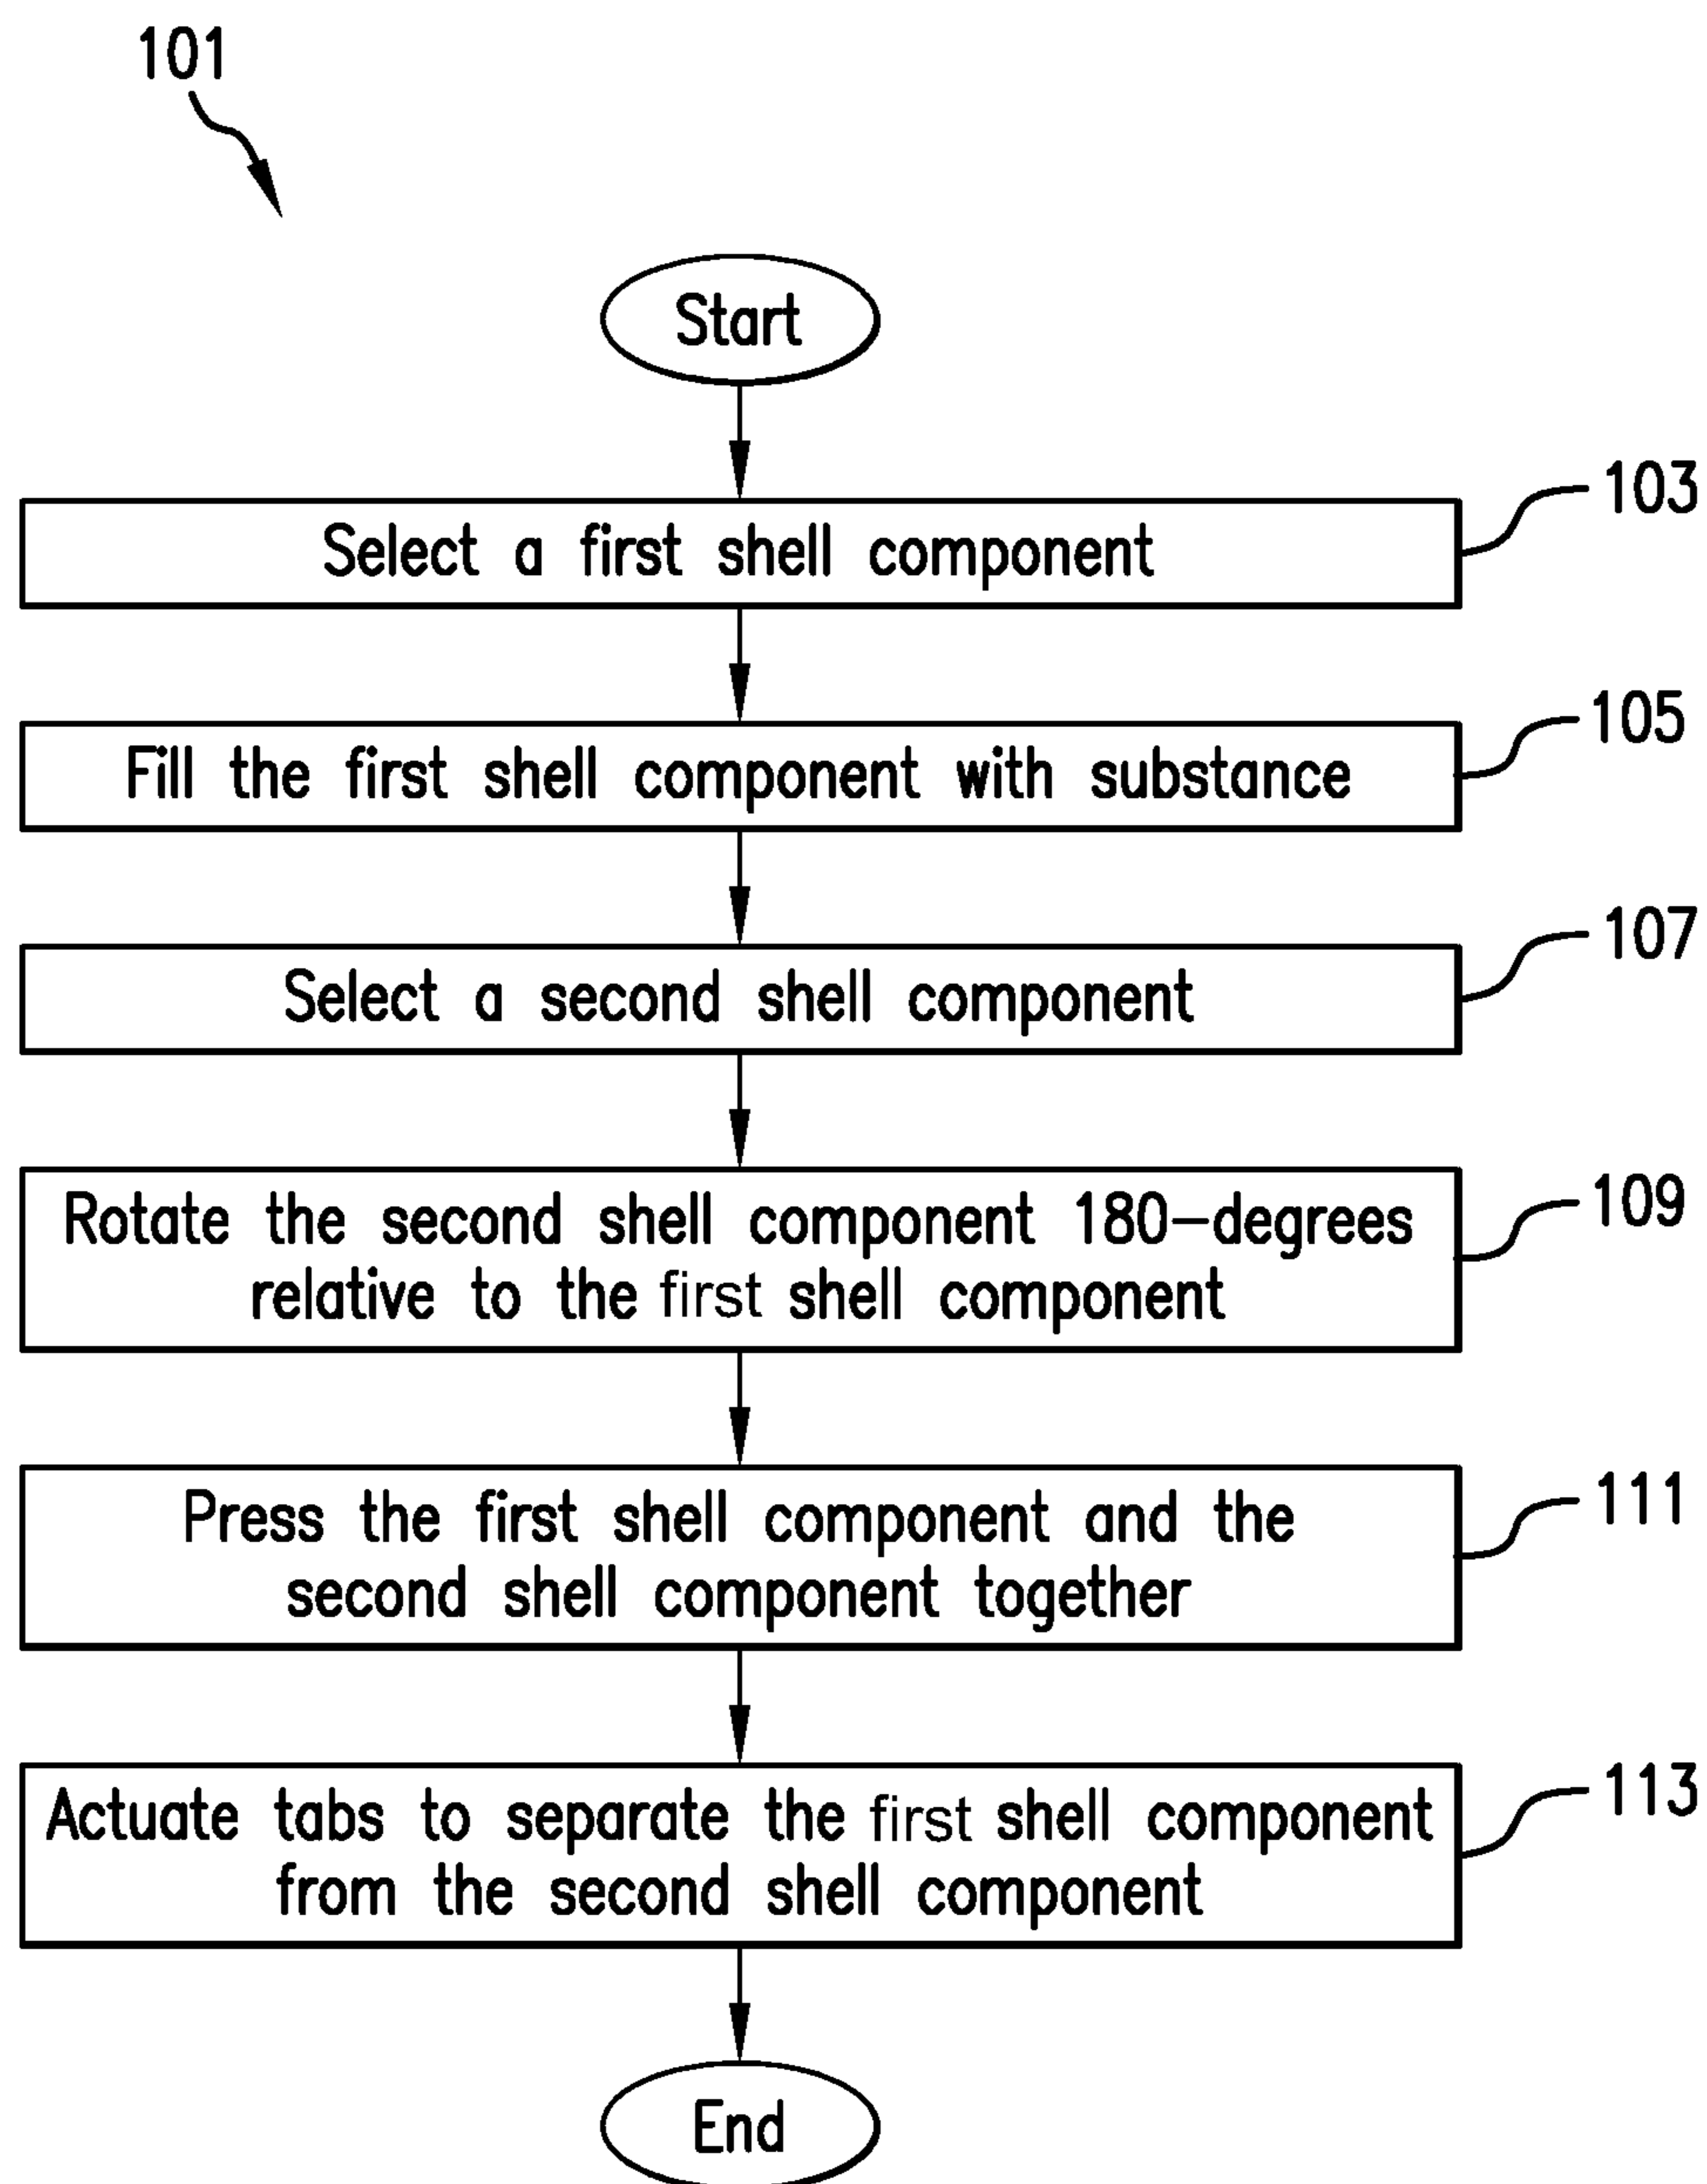 101
Start
103
Select a first shell component
105
Fill the first shell component with substance
107
Select a second shell component
109
Rotate the second shell component 180-degrees
relative to the first shell component
111
Press the first shell component and the
second shell component together
113
Actuate tabs to separate the first shell component
from the second shell component
End